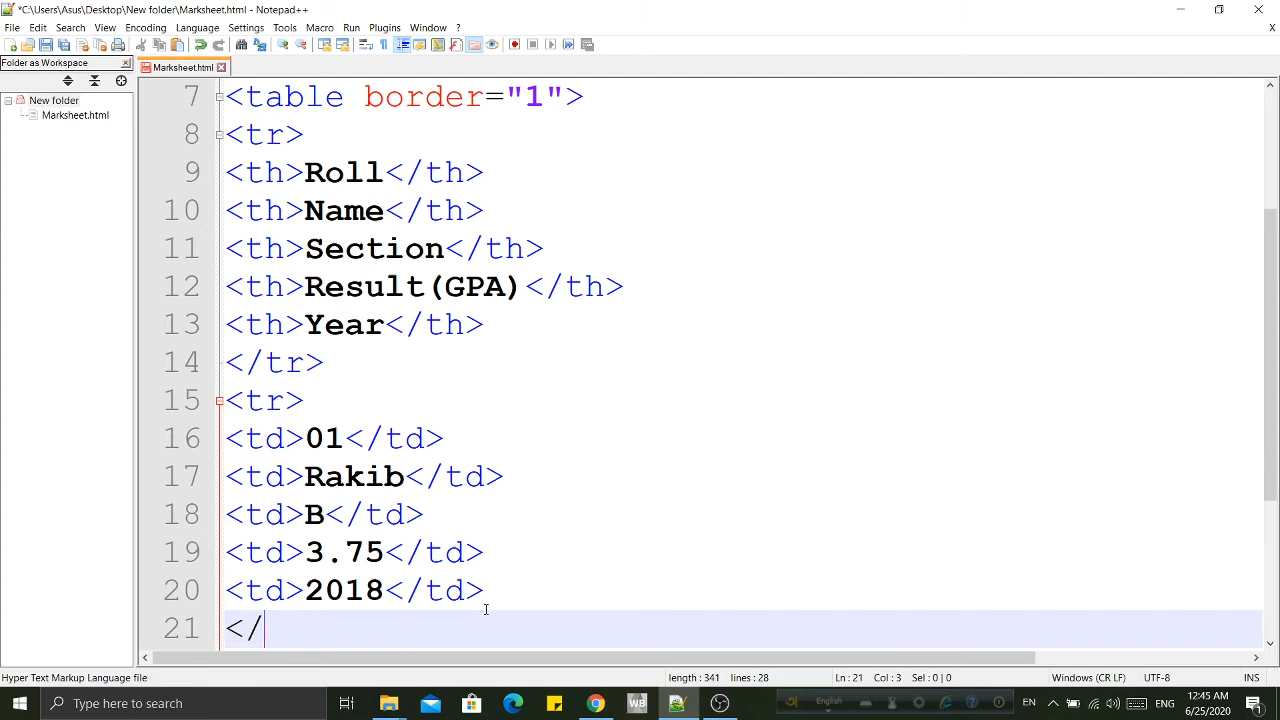 *C:\Users\Asus\Desktop\New folder\Marksheet.html - Notepad++
File Edit Search View Encoding Language Settings Tools Macro Run Plugins Window ? X
Folder as Workspace
Marksheet.html
New folder
Marksheet.html
7 <table border="1">
8 <tr>
9 <th>Roll</th>
10 <th>Name</th>
11 <th>Section</th>
12 <th>Result(GPA)</th>
13 <th>Year</th>
14 </tr>
15 <tr>
16 <td>01</td>
17 <td>Rakib</td>
18 <td>B</td>
19 <td>3.75</td>
20 <td>2018</td>
21 </
Hyper Text Markup Language file length : 341 lines : 28 Ln : 21 Col : 3 Sel : 0 | 0 Windows (CR LF) UTF-8 INS
Type here to search WB English EN ENG 12:45 AM
6/25/2020